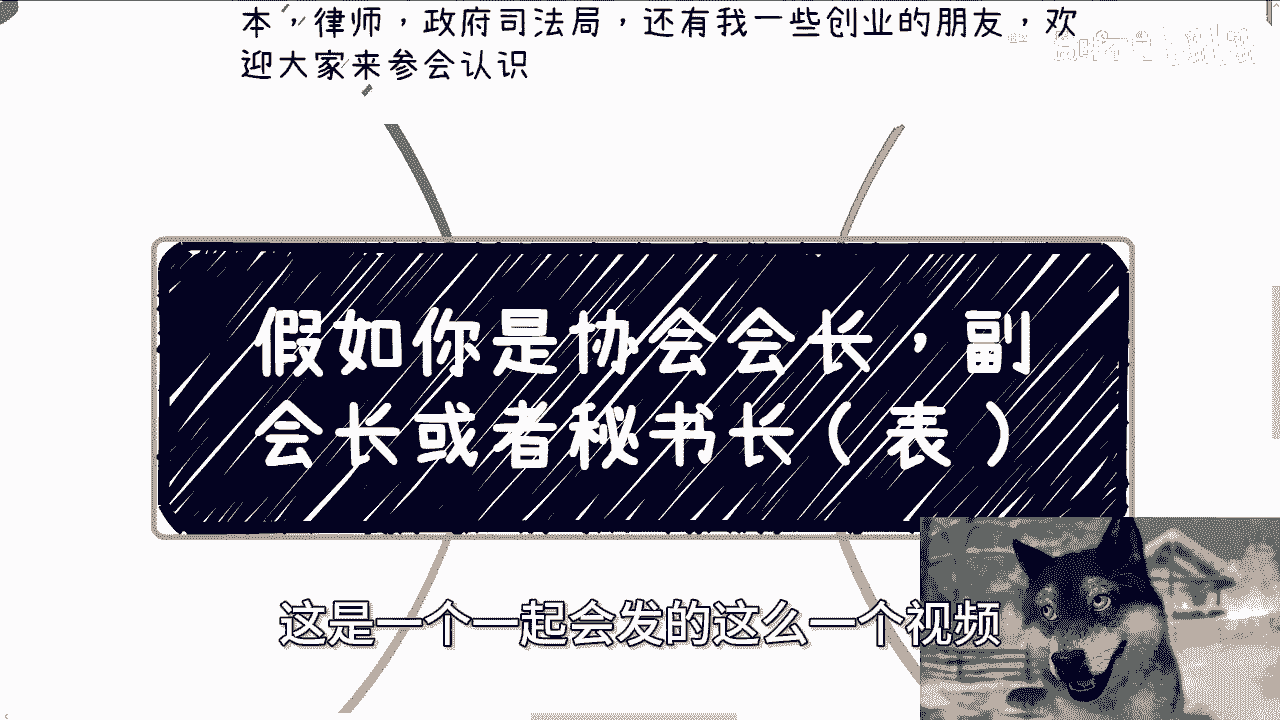 本，律师，政府司法局，还有我一些创业的朋友，欢
迎大家来参会认识
假如你是协会会长，副
会长或者秘书长（表）
这是一个一起会发的这么一个视频